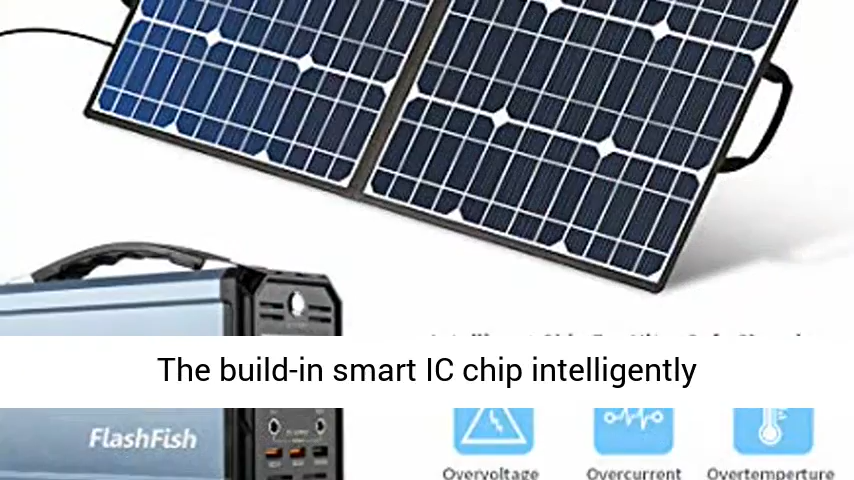 The build-in smart IC chip intelligently
FlashFish
Overvoltage
Overcurrent
Overtemperture